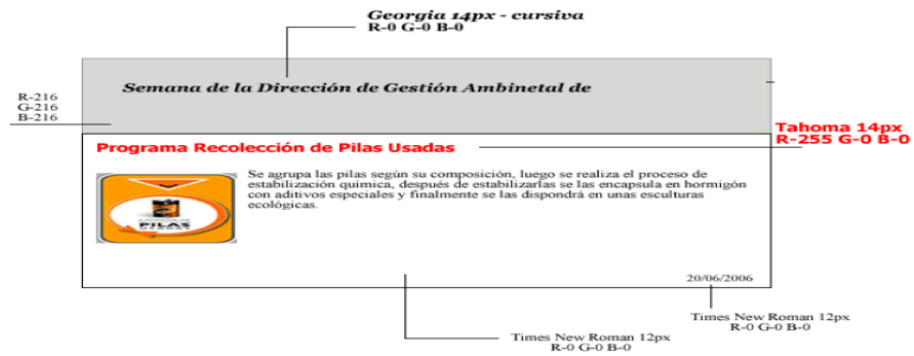 Georgia 14px - cursiva
R-0 G-0 B-0
Semana de la Dirección de Gestión Ambinetal de
R-216
G-216
B-216
Tahoma 14px
R-255 G-0 B-0
Programa Recolección de Pilas Usadas
Se agrupa las pilas según su composición, luego se realiza el proceso de
estabilización química, después de estabilizarlas se las encapsula en hormigón
con aditivos especiales y finalmente se las dispondrá en unas esculturas
ecológicas.
PILAS
20/06/2006
Times New Roman 12px
R-0 G-0 B-0
Times New Roman 12px
R-0 G-0 B-0